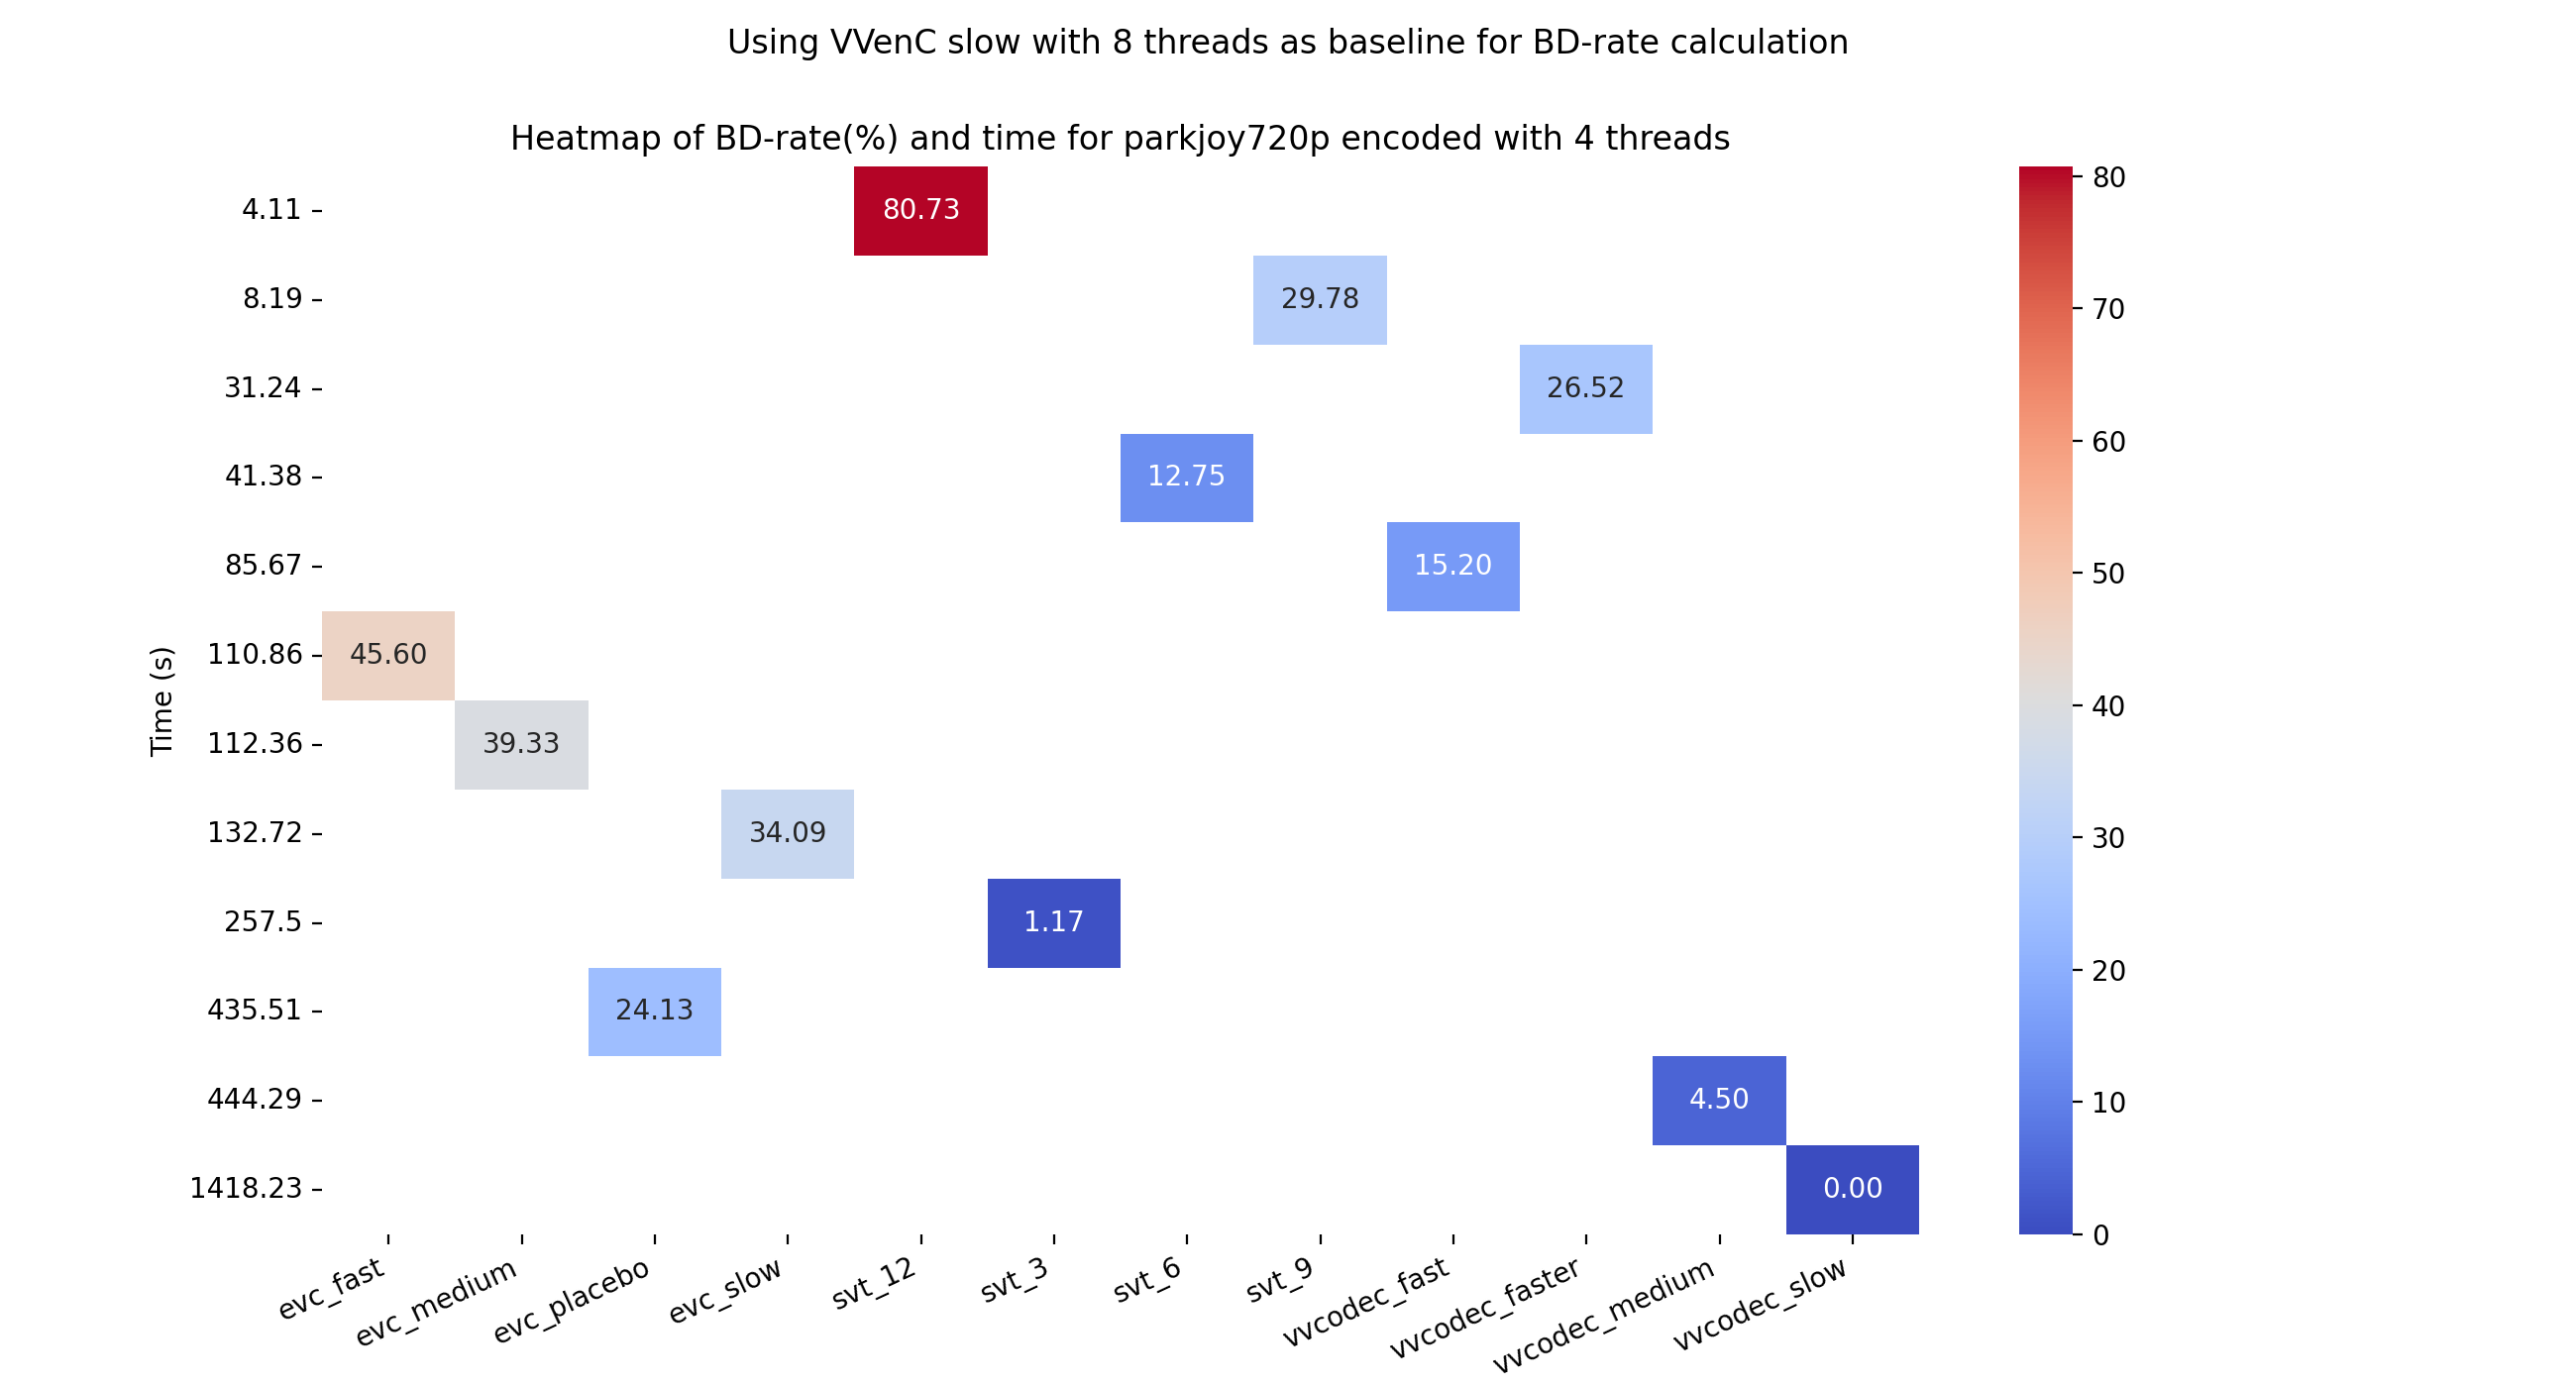 Using VVenC slow with 8 threads as baseline for BD-rate calculation
Heatmap of BD-rate(%) and time for parkjoy720p encoded with 4 threads
Time (s)
4.11
8.19
31.24
41.38
85.67
110.86
112.36
132.72
257.5
435.51
444.29
1418.23
80.73
29.78
26.52
12.75
15.20
45.60
39.33
34.09
1.17
24.13
4.50
0.00
evc_fast
evc_medium
evc_placebo
evc_slow
svt_12
svt_3
svt_6
svt_9
vvcodec_fast
vvcodec_faster
vvcodec_medium
vvcodec_slow
80
70
60
50
40
30
20
10
0